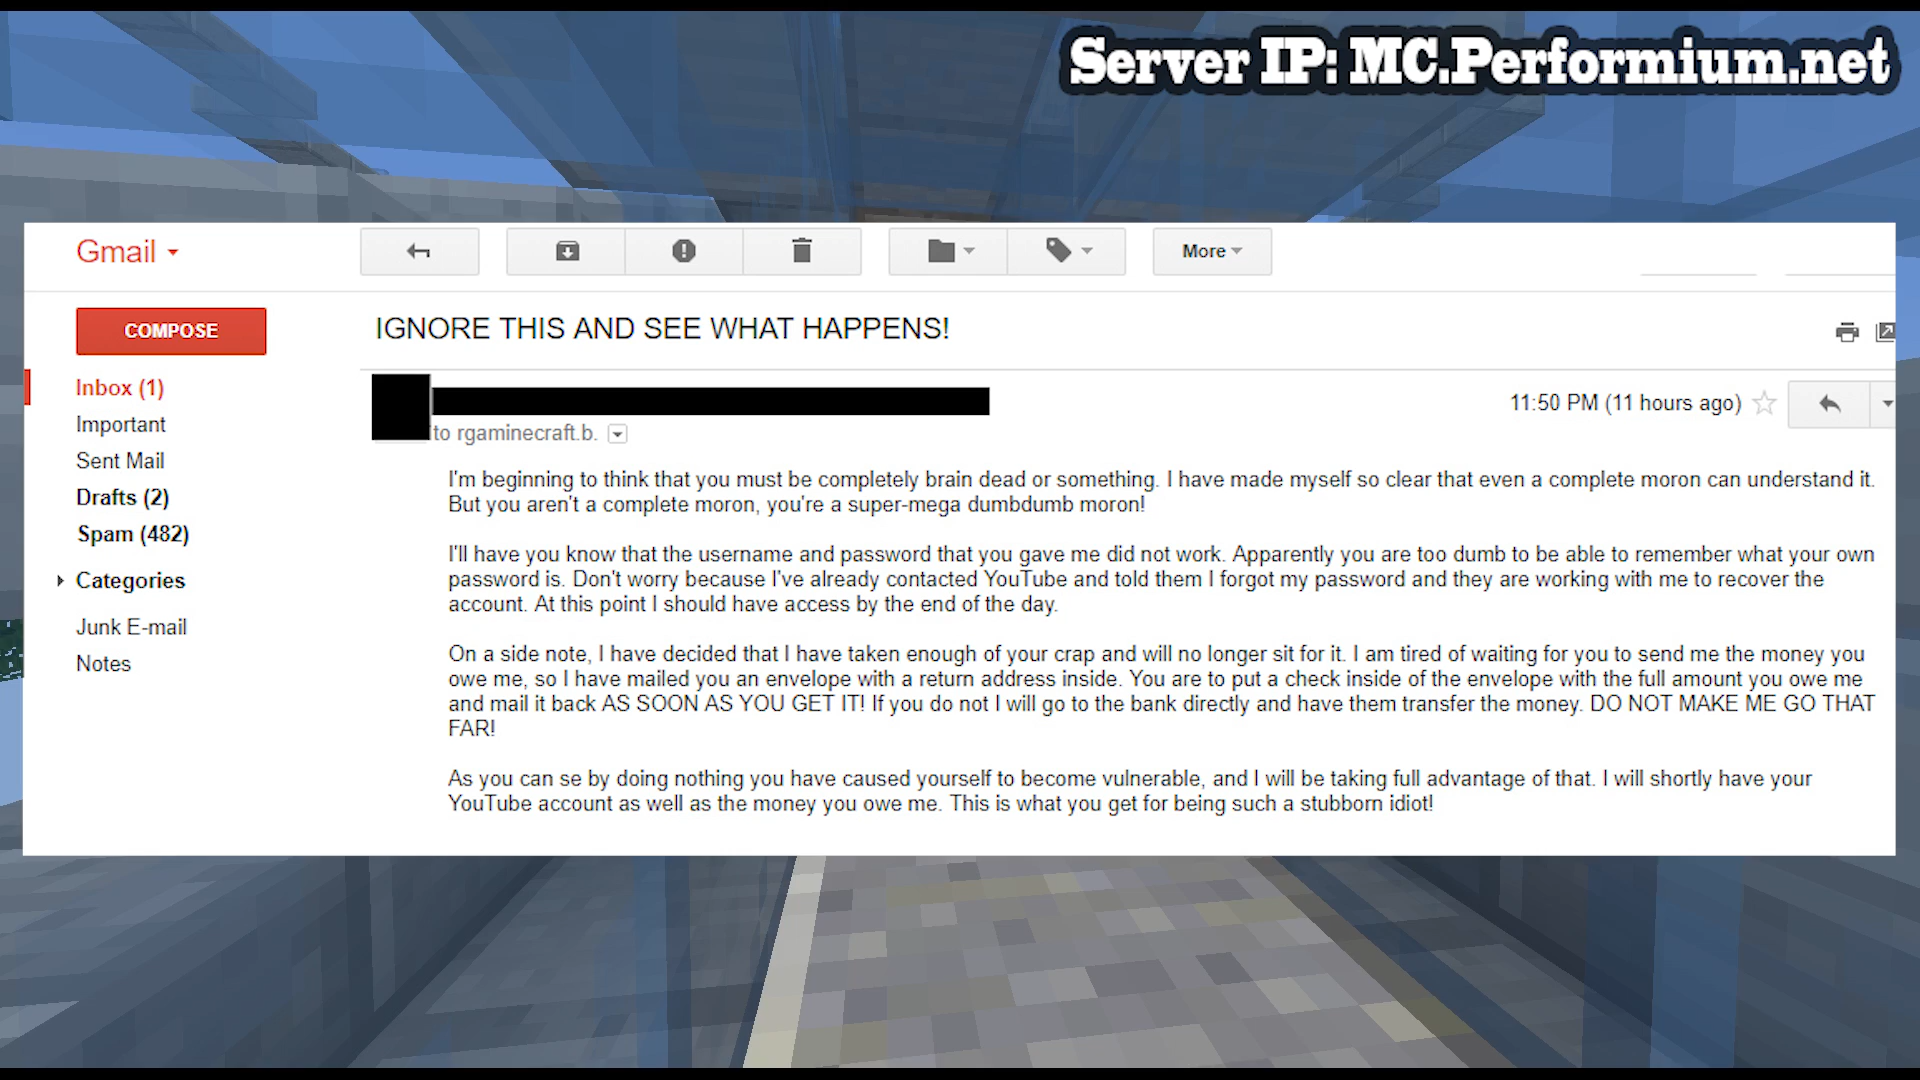 Server IP: MC.Performium.net
Gmail
More
COMPOSE
IGNORE THIS AND SEE WHAT HAPPENS!
Inbox (1)
11:50 PM (11 hours ago)
Important
to rgaminecraft.b.
Sent Mail
Drafts (2)
Spam (482)
Categories
Junk E-mail
Notes
I'm beginning to think that you must be completely brain dead or something. I have made myself so clear that even a complete moron can understand it.
But you aren't a complete moron, you're a super-mega dumbdumb moron!
I'll have you know that the username and password that you gave me did not work. Apparently you are too dumb to be able to remember what your own
password is. Don't worry because I've already contacted YouTube and told them I forgot my password and they are working with me to recover the
account. At this point I should have access by the end of the day.
On a side note, I have decided that I have taken enough of your crap and will no longer sit for it. I am tired of waiting for you to send me the money you
owe me, so I have mailed you an envelope with a return address inside. You are to put a check inside of the envelope with the full amount you owe me
and mail it back AS SOON AS YOU GET IT! If you do not I will go to the bank directly and have them transfer the money. DO NOT MAKE ME GO THAT
FAR!
As you can se by doing nothing you have caused yourself to become vulnerable, and I will be taking full advantage of that. I will shortly have your
YouTube account as well as the money you owe me. This is what you get for being such a stubborn idiot!